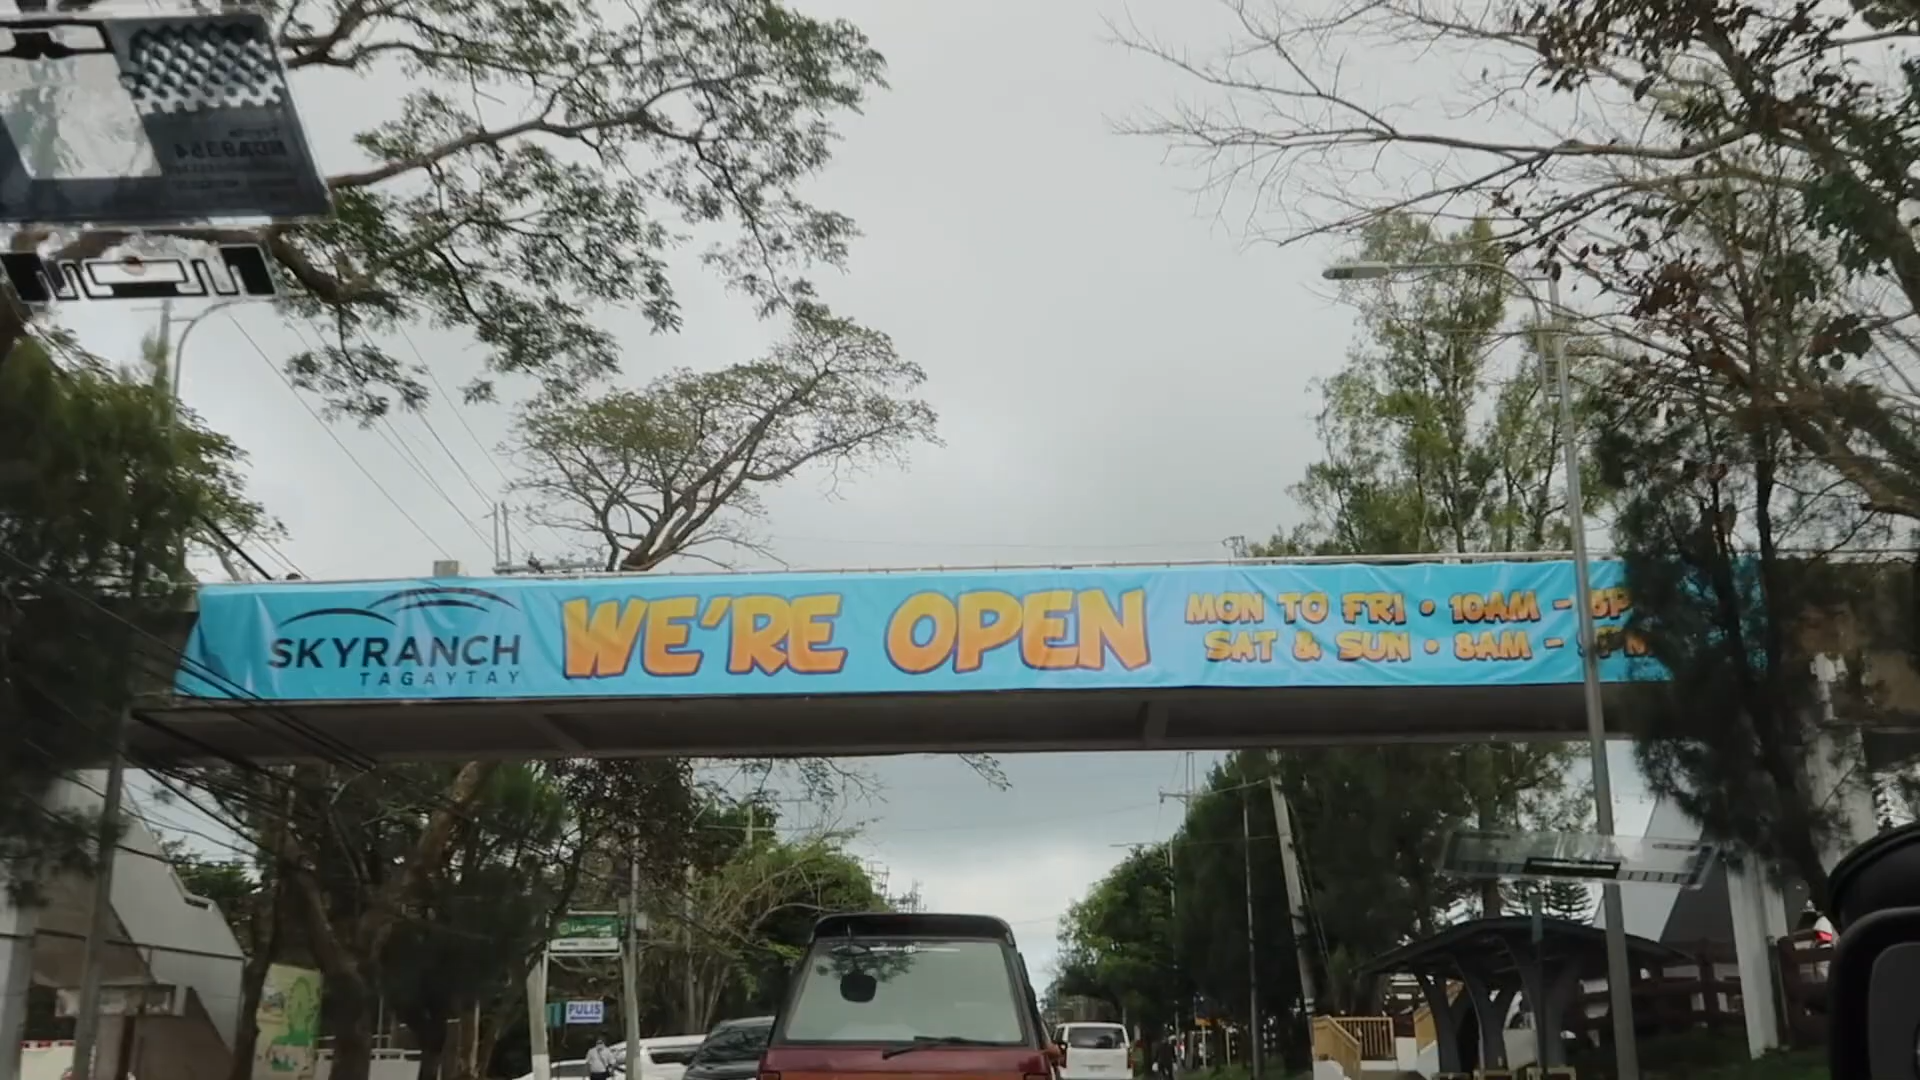 SKYRANCH
TAGAYTAY
WE'RE OPEN
MON TO FRI • 10AM -
SAT & SUN • 8AM -
PULIS